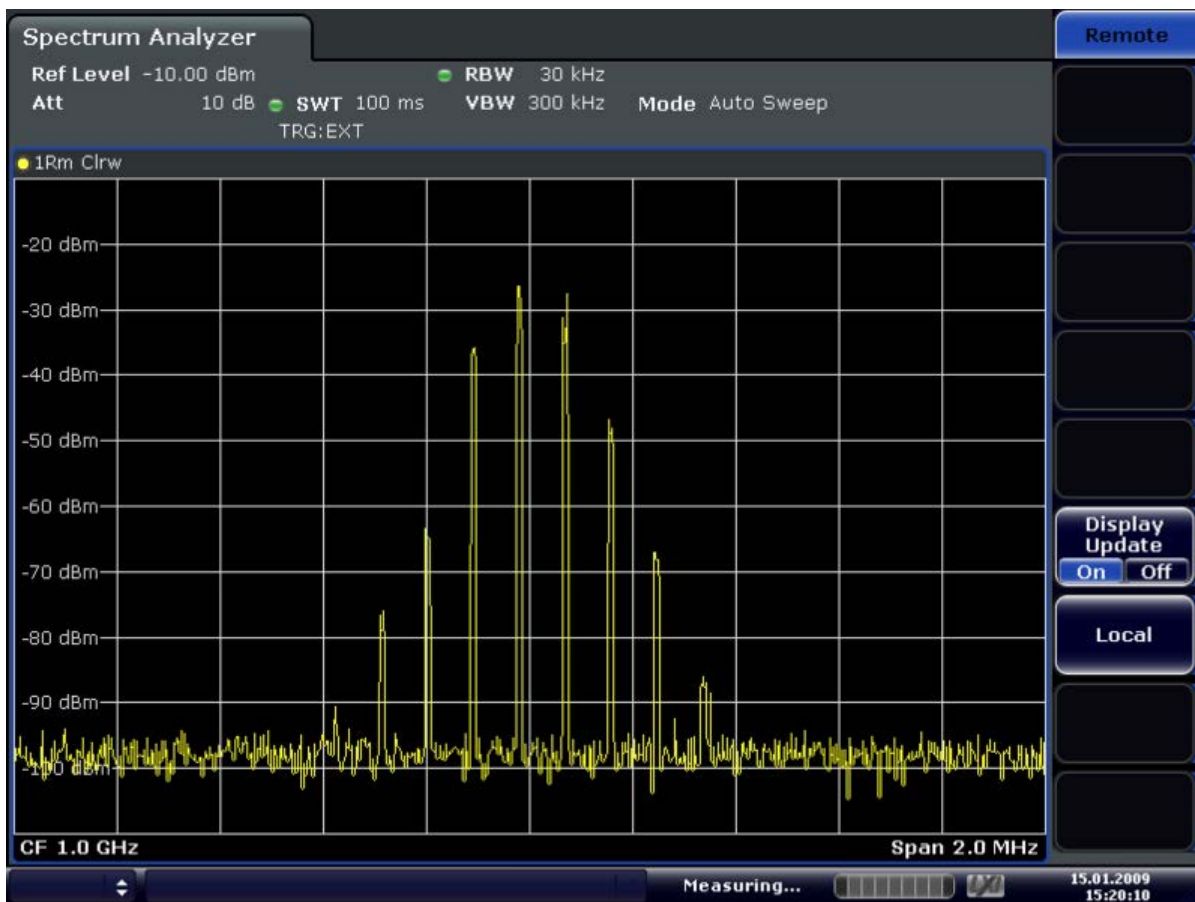 Spectrum Analyzer
Remote
Ref Level -10.00 dBm
RBW 30 kHz
Att 10 dB
SWT 100 ms
VBW 300 kHz
Mode Auto Sweep
TRG:EXT
1Rm Clrw
-20 dBm
-30 dBm
-40 dBm
-50 dBm
-60 dBm
-70 dBm
-80 dBm
-90 dBm
-100 dBm
Display
Update
On Off
Local
CF 1.0 GHz
Span 2.0 MHz
Measuring...
15.01.2009
15:20:10